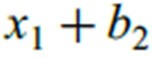 x₁ + b₂